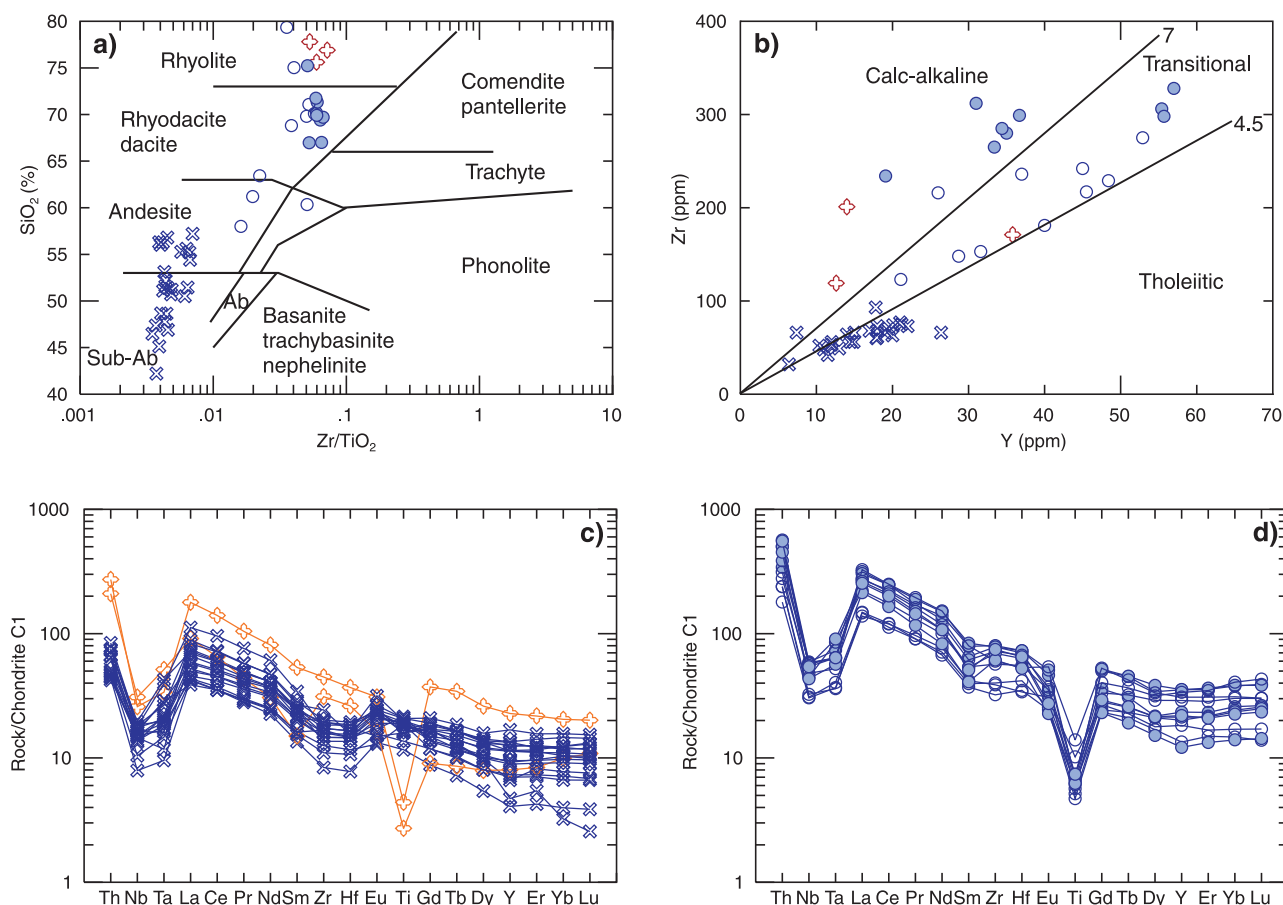 a)
80
75
70
65
60
55
50
45
40
SiO2 (%)
Rhyolite
Comendite
pantellerite
Rhyodacite
dacite
Trachyte
Andesite
Phonolite
Ab
Basanite
trachybasinite
nephelinite
Sub-Ab
.001
.01
.1
1
10
Zr/TiO2
b)
400
300
200
100
0
Zr (ppm)
7
Calc-alkaline
Transitional
4.5
Tholeiitic
0
10
20
30
40
50
60
70
Y (ppm)
c)
1000
100
10
1
Rock/Chondrite C1
Th Nb Ta La Ce Pr Nd Sm Zr Hf Eu Ti Gd Tb Dy Y Er Yb Lu
d)
1000
100
10
1
Rock/Chondrite C1
Th Nb Ta La Ce Pr Nd Sm Zr Hf Eu Ti Gd Tb Dy Y Er Yb Lu